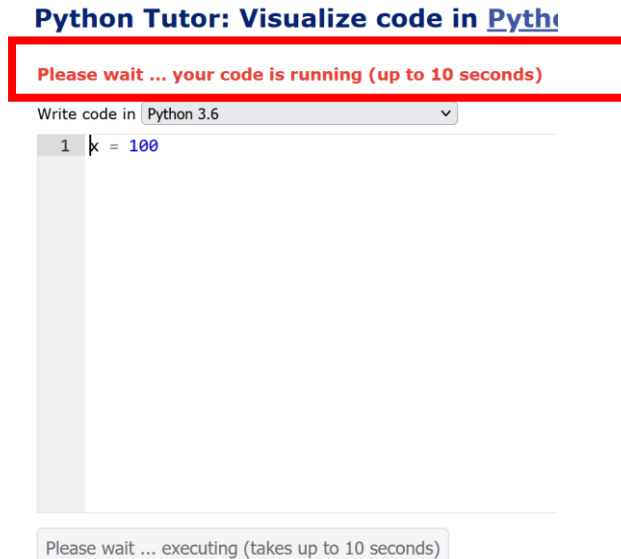 Python Tutor: Visualize code in
Please wait ... your code is running (up to 10 seconds)
Write code in Python 3.6
1 x = 100
Please wait ... executing (takes up to 10 seconds)